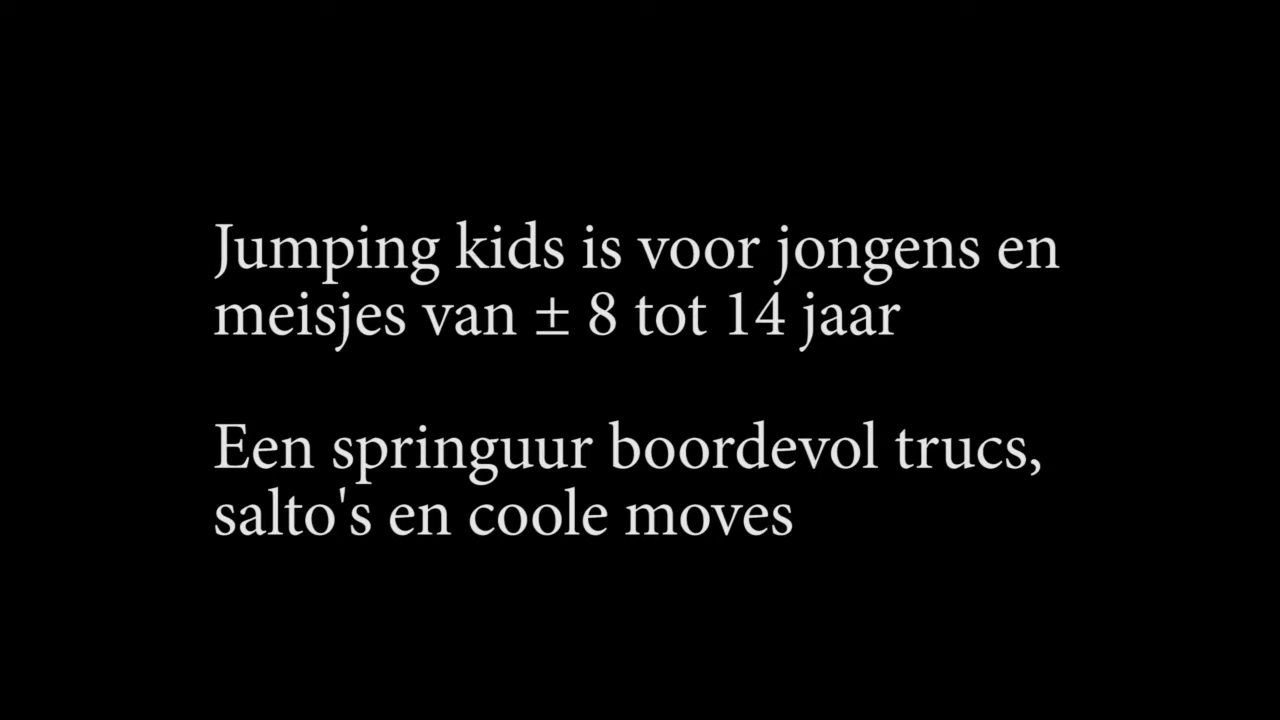 Jumping kids is voor jongens en
meisjes van ± 8 tot 14 jaar
Een springuur boordevol trucs,
salto's en coole moves